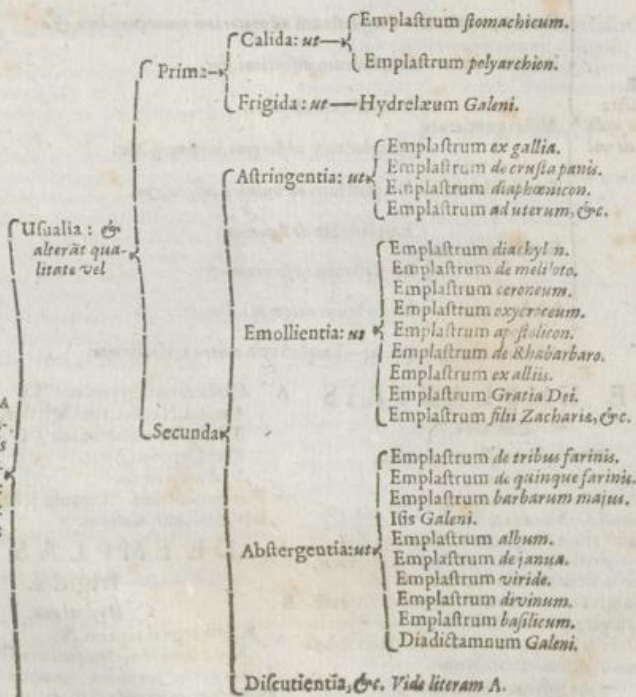 Usualia: &
alterāt qua-
litate vel
Prima
Calida: ut
Emplastrum stomachicum.
Emplastrum polyarchion.
Frigida: ut
Hydrelæum Galeni.
Secunda
Astringentia: ut
Emplastrum ex gallia.
Emplastrum de crusta panis.
Emplastrum diaphœnicon.
Emplastrum ad uterum, &c.
Emollientia: ut
Emplastrum diachylon.
Emplastrum de meliloto.
Emplastrum ceroneum.
Emplastrum oxycroceum.
Emplastrum apostolicon.
Emplastrum de Rhabarbaro.
Emplastrum ex alliis.
Emplastrum Gratia Dei.
Emplastrum filii Zachariæ, &c.
Abstergentia: ut
Emplastrum de tribus farinis.
Emplastrum de quinque farinis.
Emplastrum barbarum majus.
Isis Galeni.
Emplastrum album.
Emplastrum de janua.
Emplastrum viride.
Emplastrum divinum.
Emplastrum basilicum.
Diadictamnum Galeni.
Discutientia, &c. Vide literam A.